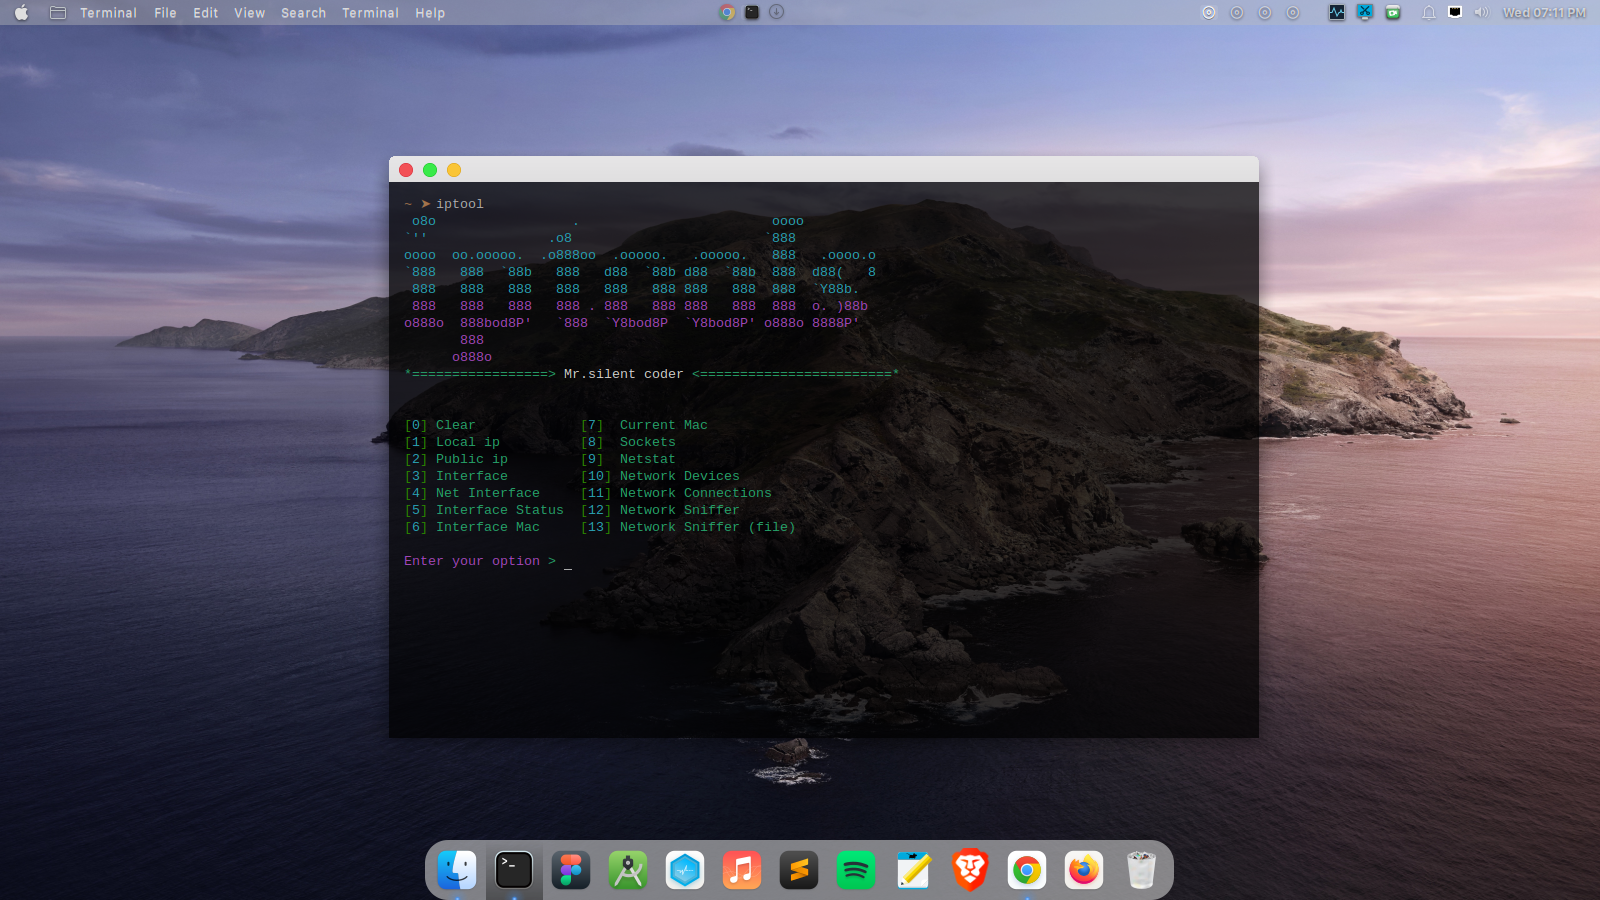 Terminal File Edit View Search Terminal Help Wed 07:11 PM
~ ➤ iptool
 o8o                 .                        oooo
`''               .o8                        `888
oooo  oo.ooooo.  .o888oo  .ooooo.   .ooooo.   888   .oooo.o
`888   888  `88b   888   d88  `88b d88  `88b  888  d88(   8
 888   888   888   888   888   888 888   888  888  `Y88b.
 888   888   888   888 . 888   888 888   888  888  o. )88b
o888o  888bod8P'   `888  `Y8bod8P  `Y8bod8P' o888o 8888P'
       888
      o888o
*=================> Mr.silent coder <========================*
[0] Clear [7] Current Mac
[1] Local ip [8] Sockets
[2] Public ip [9] Netstat
[3] Interface [10] Network Devices
[4] Net Interface [11] Network Connections
[5] Interface Status [12] Network Sniffer
[6] Interface Mac [13] Network Sniffer (file)
Enter your option > _
>_